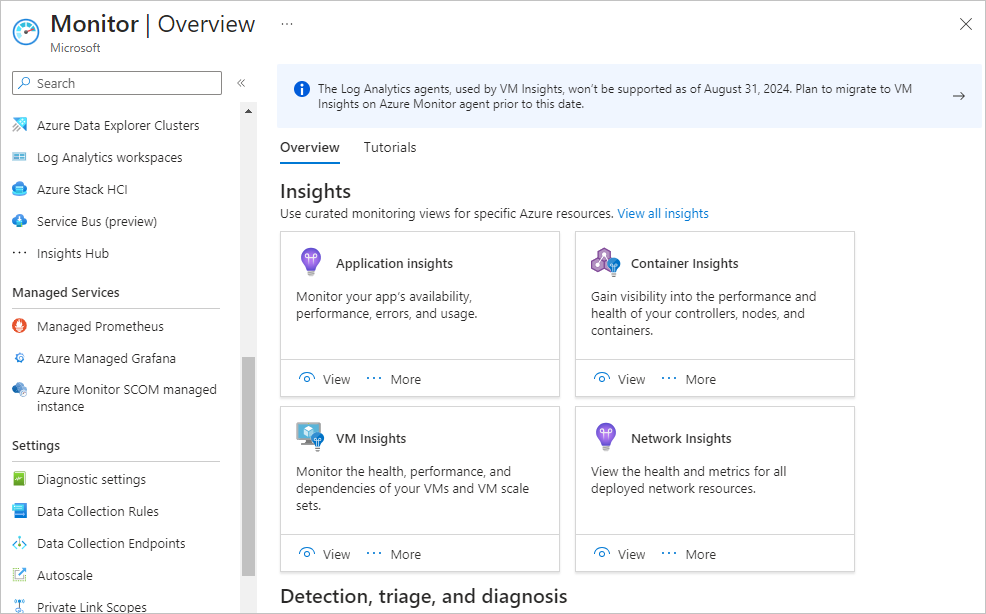 Monitor | Overview
Microsoft
Search
Azure Data Explorer Clusters
Log Analytics workspaces
Azure Stack HCI
Service Bus (preview)
Insights Hub
Managed Services
Managed Prometheus
Azure Managed Grafana
Azure Monitor SCOM managed
instance
Settings
Diagnostic settings
Data Collection Rules
Data Collection Endpoints
Autoscale
Private Link Scopes
The Log Analytics agents, used by VM Insights, won't be supported as of August 31, 2024. Plan to migrate to VM
Insights on Azure Monitor agent prior to this date.
Overview Tutorials
Insights
Use curated monitoring views for specific Azure resources. View all insights
Application insights
Monitor your app's availability,
performance, errors, and usage.
View ··· More
Container Insights
Gain visibility into the performance and
health of your controllers, nodes, and
containers.
View ··· More
VM Insights
Monitor the health, performance, and
dependencies of your VMs and VM scale
sets.
View ··· More
Network Insights
View the health and metrics for all
deployed network resources.
View ··· More
Detection, triage, and diagnosis